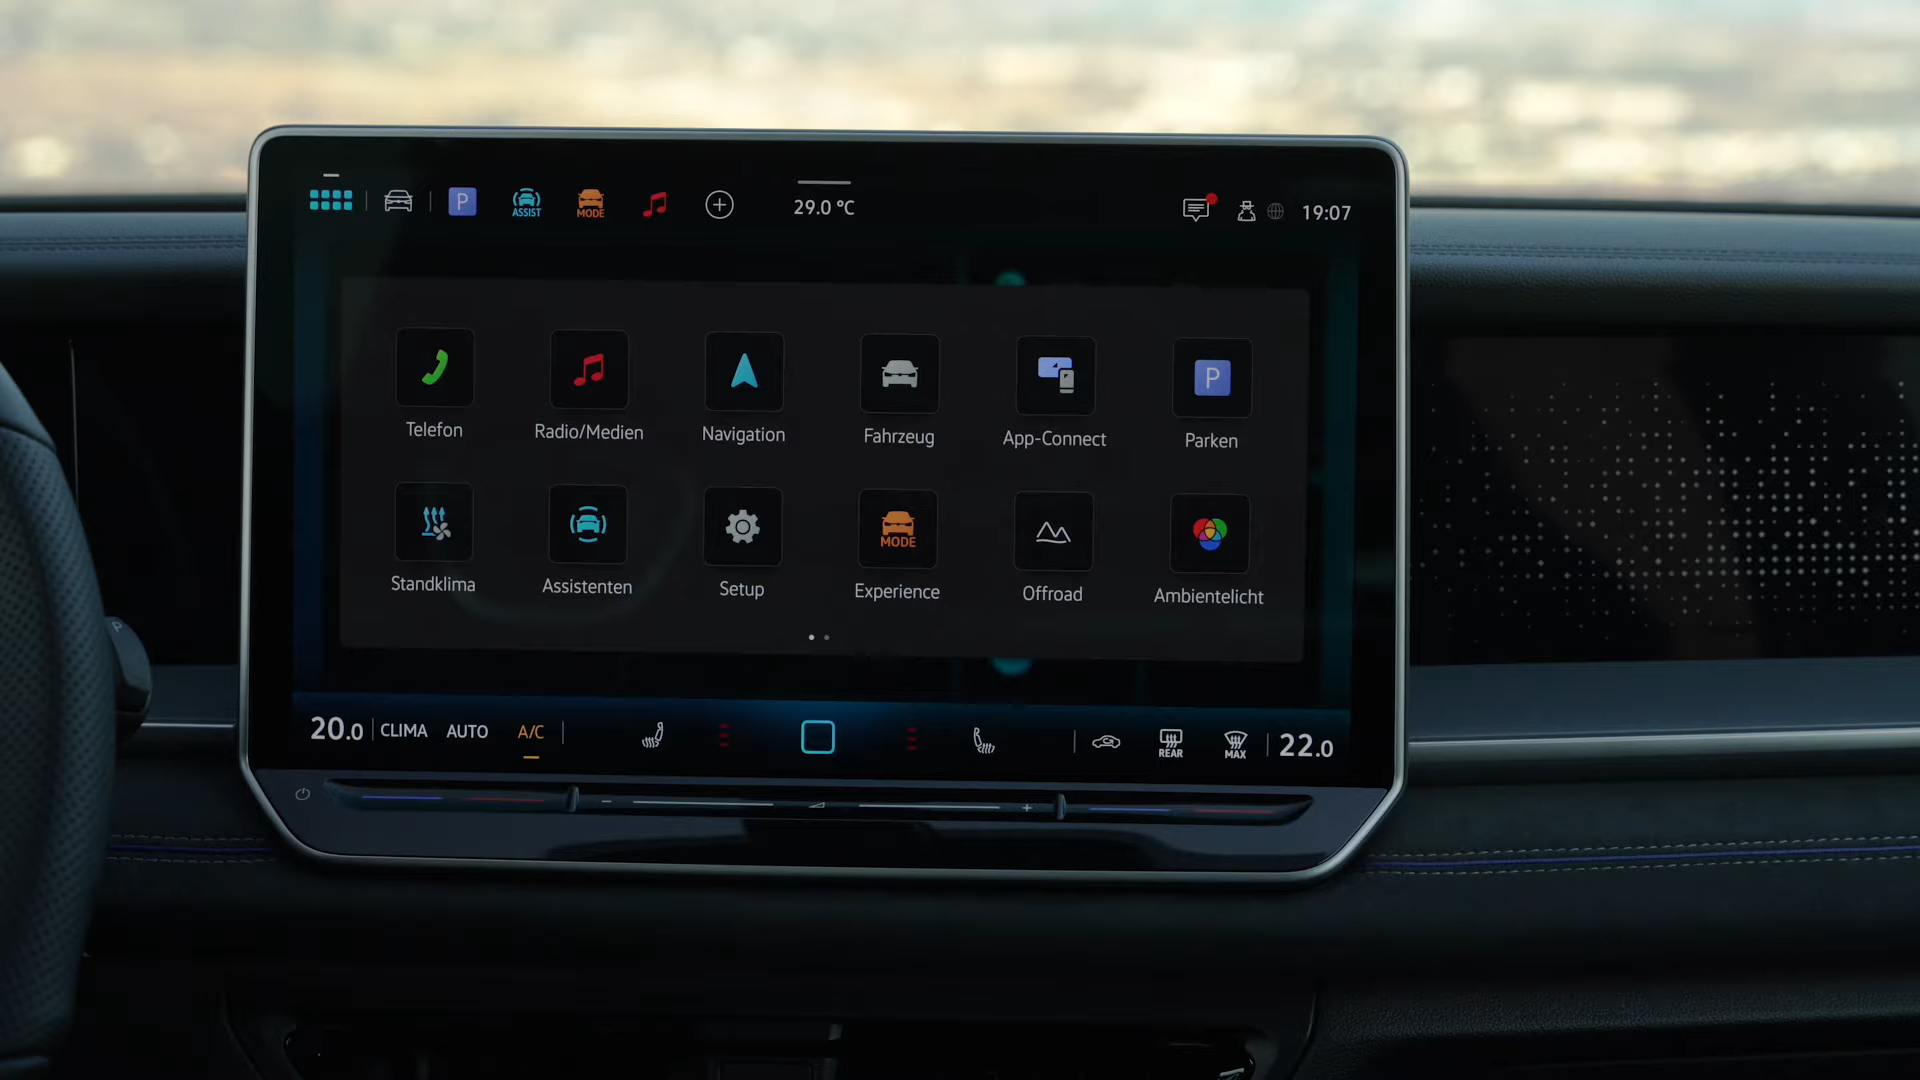 P ASSIST MODE 29.0 °C 19:07
Telefon Radio/Medien Navigation Fahrzeug App-Connect P Parken
Standklima Assistenten Setup MODE Experience Offroad Ambientelicht
20.0 CLIMA AUTO A/C REAR MAX 22.0
P